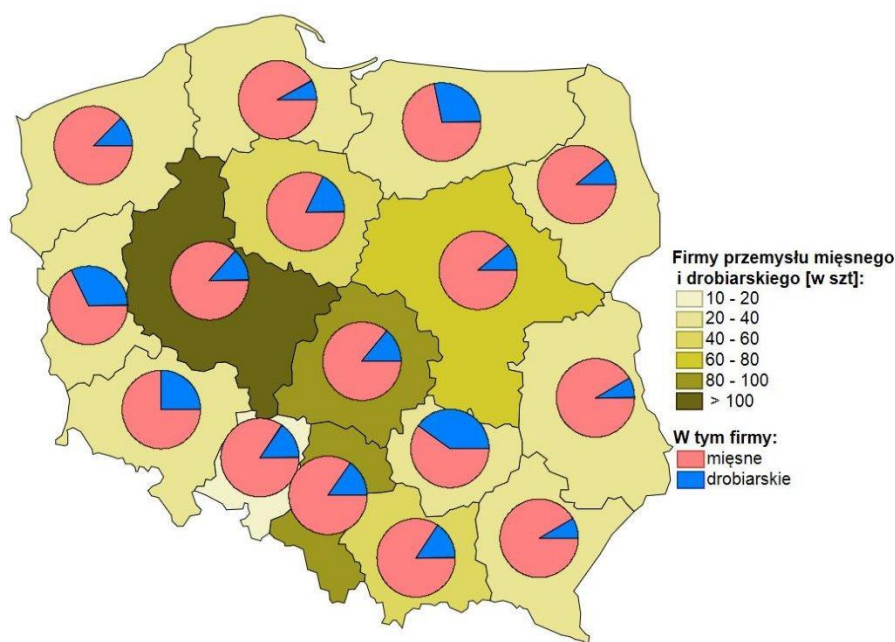 Firmy przemysłu mięsnego
i drobiarskiego [w szt]:
10 - 20
20 - 40
40 - 60
60 - 80
80 - 100
> 100
W tym firmy:
mięsne
drobiarskie